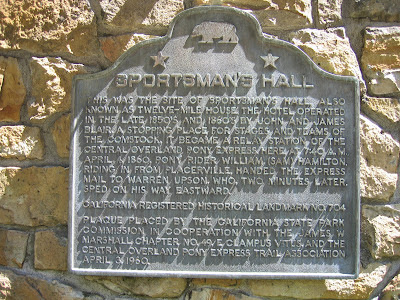 SPORTSMAN'S HALL
THIS WAS THE SITE OF SPORTSMAN'S HALL, ALSO
KNOWN AS TWELVE-MILE HOUSE, THE HOTEL OPERATED
IN THE LATE 1850'S AND 1860'S BY JOHN AND JAMES
BLAIR. A STOPPING PLACE FOR STAGES AND TEAMS OF
THE COMSTOCK, IT BECAME A RELAY STATION OF THE
CENTRAL OVERLAND PONY EXPRESS. HERE AT 7:40 A.M.
APRIL 4, 1860, PONY RIDER WILLIAM (SAM) HAMILTON,
RIDING IN FROM PLACERVILLE, HANDED THE EXPRESS
MAIL TO WARREN UPSON WHO, TWO MINUTES LATER,
SPED ON HIS WAY EASTWARD.
CALIFORNIA REGISTERED HISTORICAL LANDMARK NO. 704
PLAQUE PLACED BY THE CALIFORNIA STATE PARK
COMMISSION IN COOPERATION WITH THE JAMES W.
MARSHALL CHAPTER NO. 49, E CLAMPUS VITUS, AND THE
CENTRAL OVERLAND PONY EXPRESS TRAIL ASSOCIATION
APRIL 3, 1960.